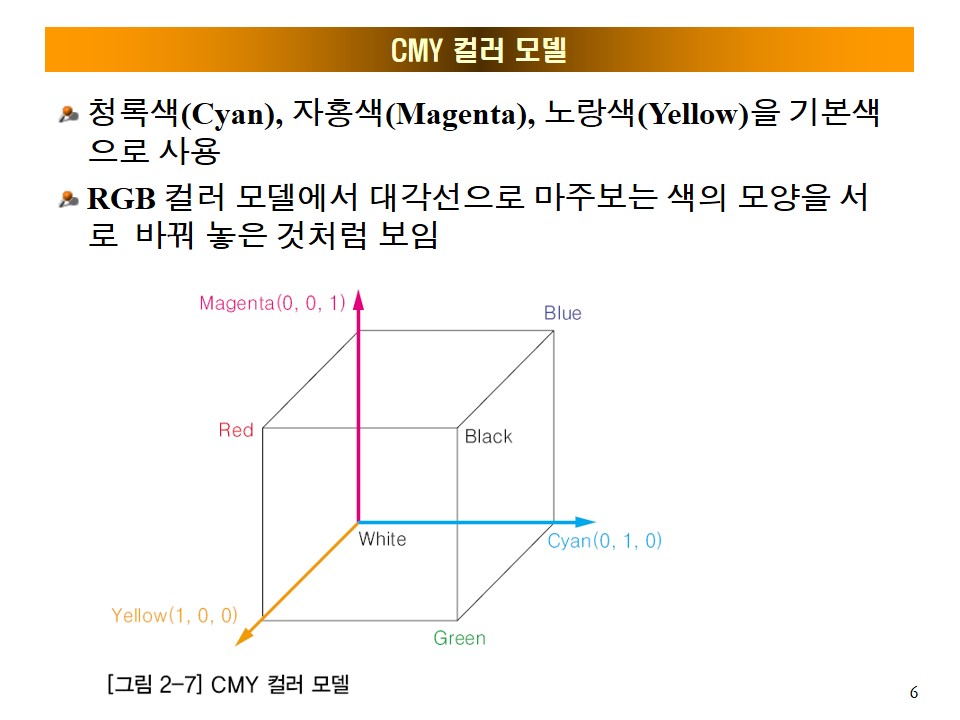 CMY 컬러 모델
청록색(Cyan), 자홍색(Magenta), 노랑색(Yellow)을 기본색
으로 사용
RGB 컬러 모델에서 대각선으로 마주보는 색의 모양을 서
로 바꿔 놓은 것처럼 보임
Magenta(0, 0, 1)
Blue
Red
Black
White
Cyan(0, 1, 0)
Yellow(1, 0, 0)
Green
[그림 2-7] CMY 컬러 모델
6